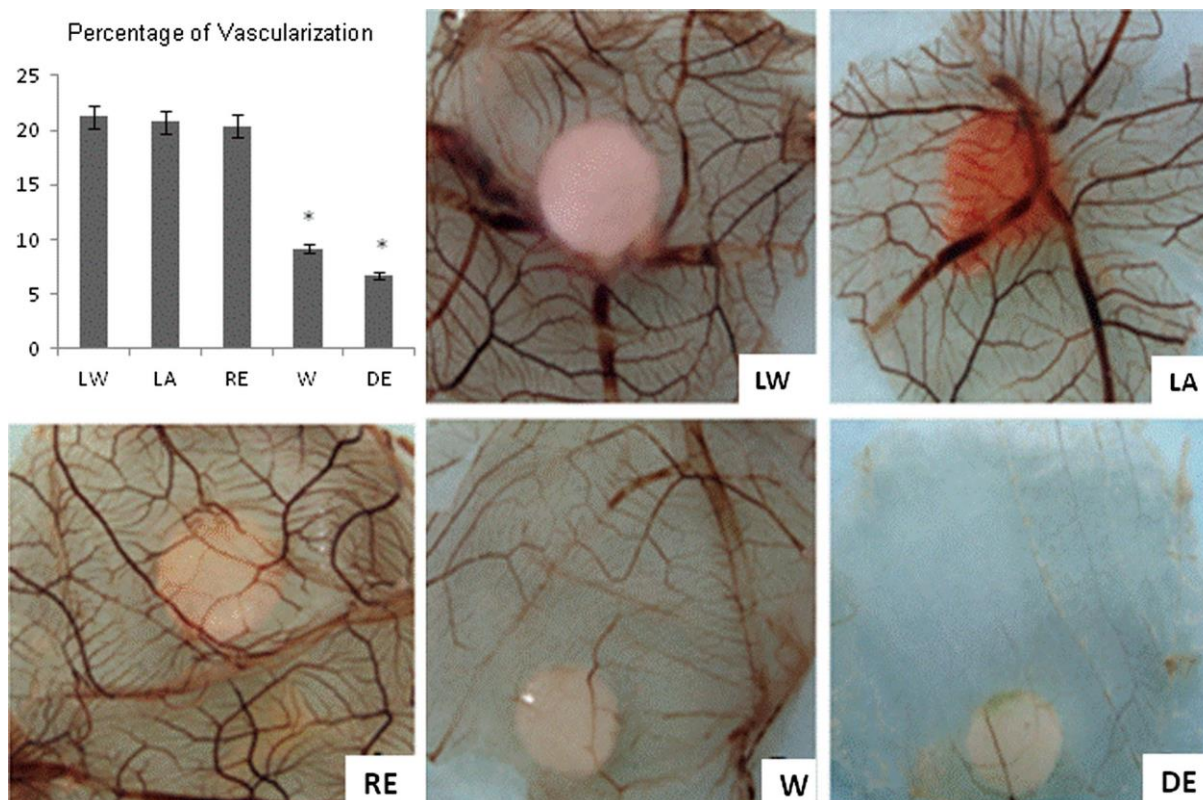 Percentage of Vascularization
25
20
15
10
5
0
*
*
LW LA RE W DE
LW
LA
RE
W
DE